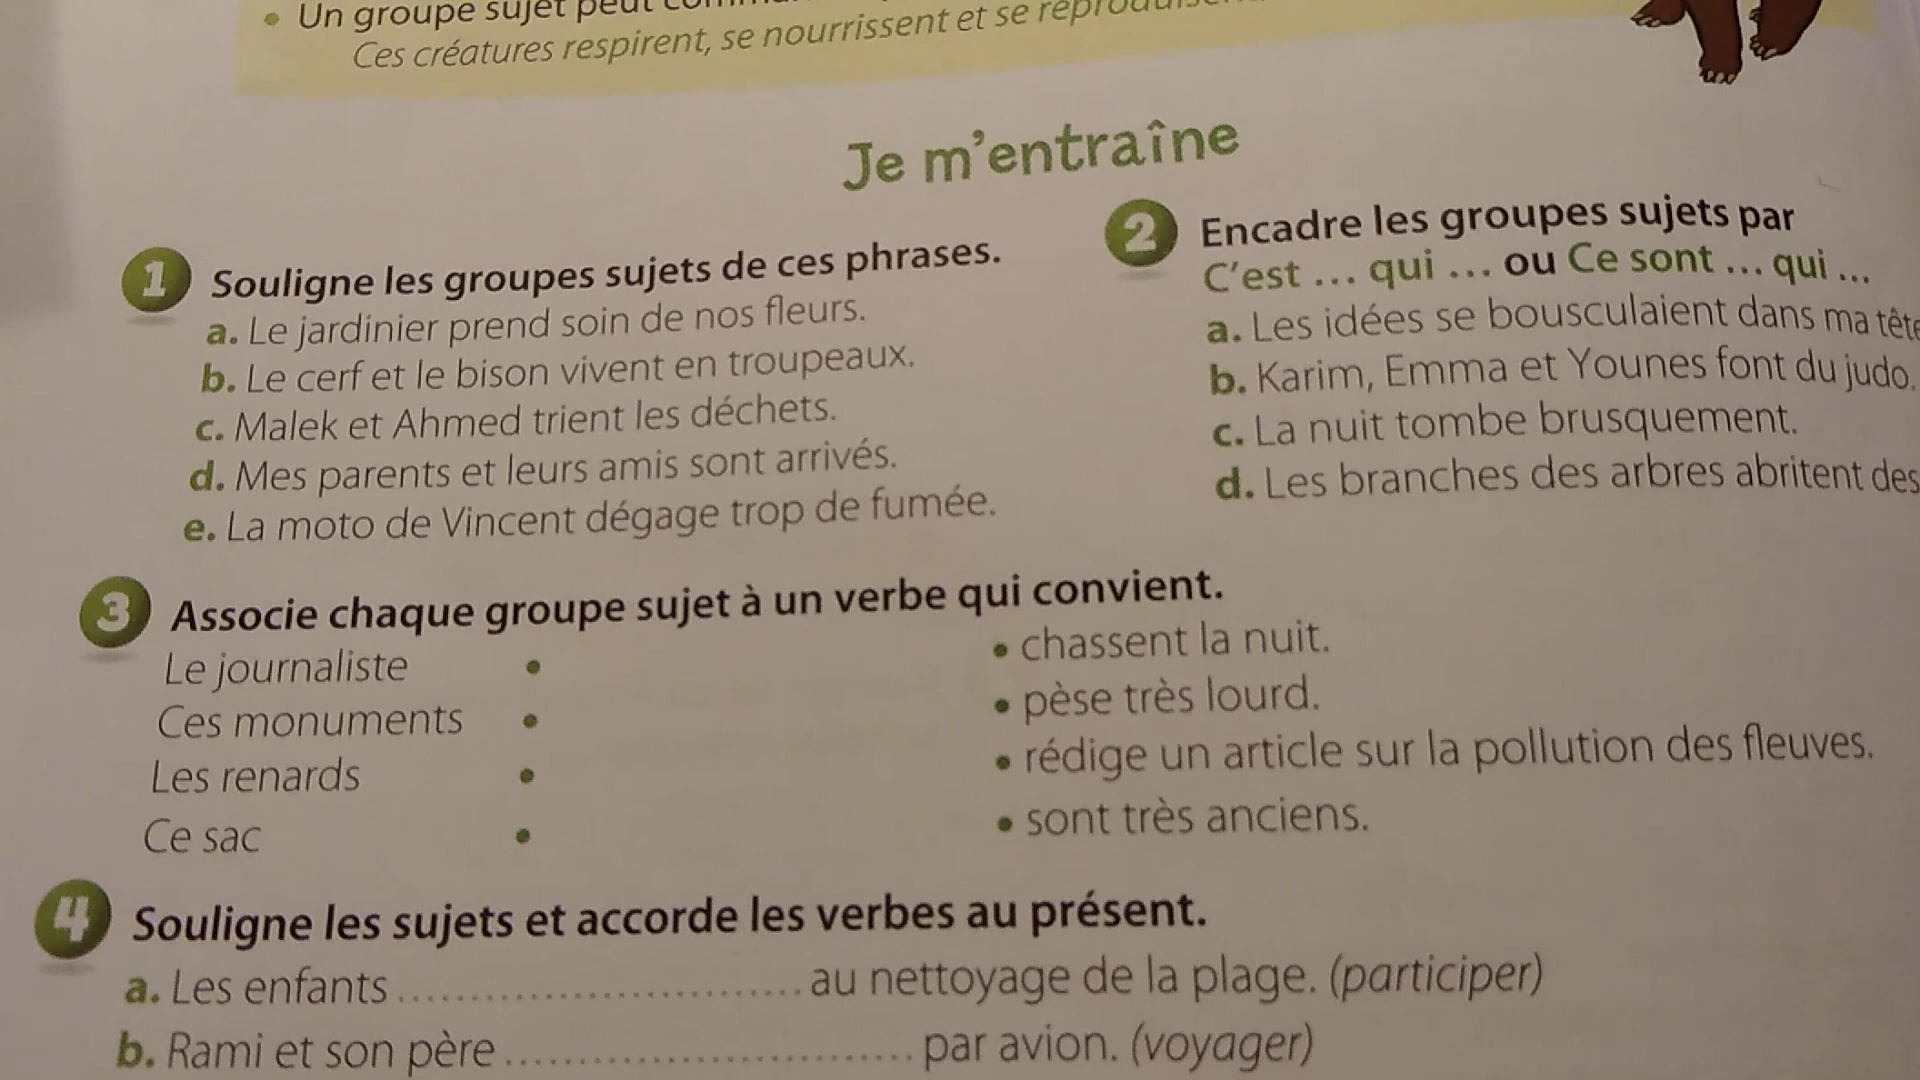 • Un groupe sujet peut
Ces créatures respirent, se nourrissent et se
Je m'entraîne
1 Souligne les groupes sujets de ces phrases.
a. Le jardinier prend soin de nos fleurs.
b. Le cerf et le bison vivent en troupeaux.
c. Malek et Ahmed trient les déchets.
d. Mes parents et leurs amis sont arrivés.
e. La moto de Vincent dégage trop de fumée.
2 Encadre les groupes sujets par
C'est ... qui ... ou Ce sont ... qui ...
a. Les idées se bousculaient dans ma tête
b. Karim, Emma et Younes font du judo.
c. La nuit tombe brusquement.
d. Les branches des arbres abritent des
3 Associe chaque groupe sujet à un verbe qui convient.
Le journaliste •
Ces monuments •
Les renards •
Ce sac •
• chassent la nuit.
• pèse très lourd.
• rédige un article sur la pollution des fleuves.
• sont très anciens.
4 Souligne les sujets et accorde les verbes au présent.
a. Les enfants .............................. au nettoyage de la plage. (participer)
b. Rami et son père .............................. par avion. (voyager)